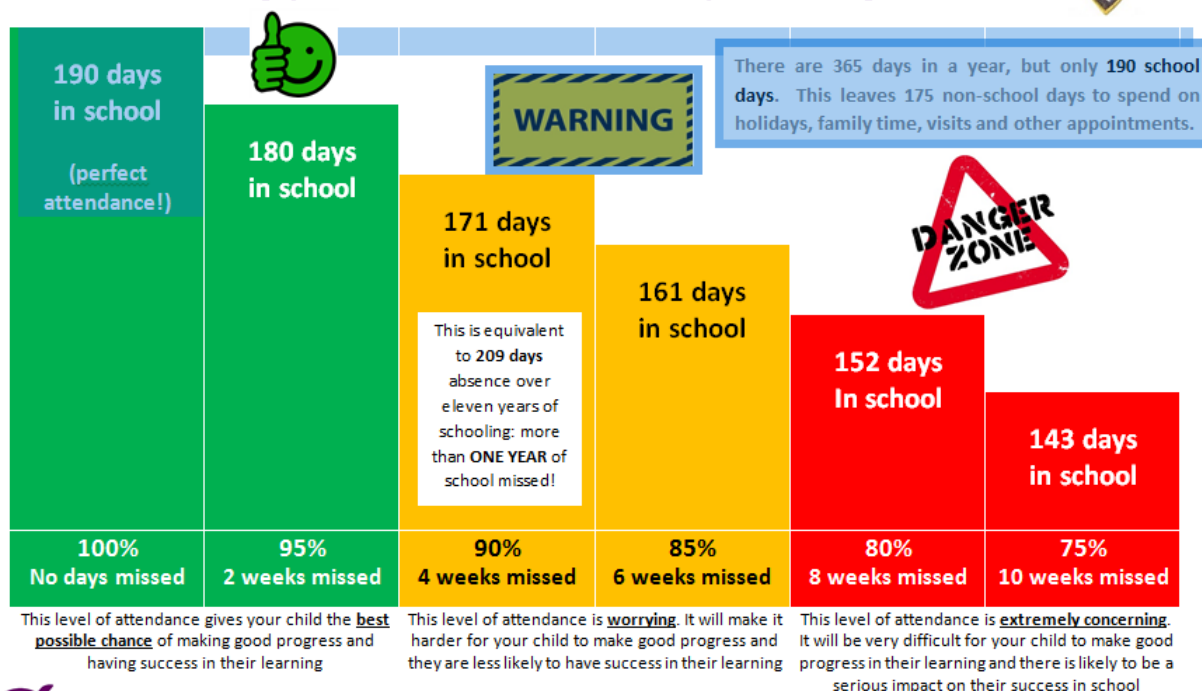 190 days
in school
(perfect
attendance!)
180 days
in school
WARNING
There are 365 days in a year, but only 190 school
days. This leaves 175 non-school days to spend on
holidays, family time, visits and other appointments.
DANGER
ZONE
171 days
in school
This is equivalent
to 209 days
absence over
eleven years of
schooling: more
than ONE YEAR of
school missed!
161 days
in school
152 days
In school
143 days
in school
100%
No days missed
95%
2 weeks missed
90%
4 weeks missed
85%
6 weeks missed
80%
8 weeks missed
75%
10 weeks missed
This level of attendance gives your child the best
possible chance of making good progress and
having success in their learning
This level of attendance is worrying. It will make it
harder for your child to make good progress and
they are less likely to have success in their learning
This level of attendance is extremely concerning.
It will be very difficult for your child to make good
progress in their learning and there is likely to be a
serious impact on their success in school